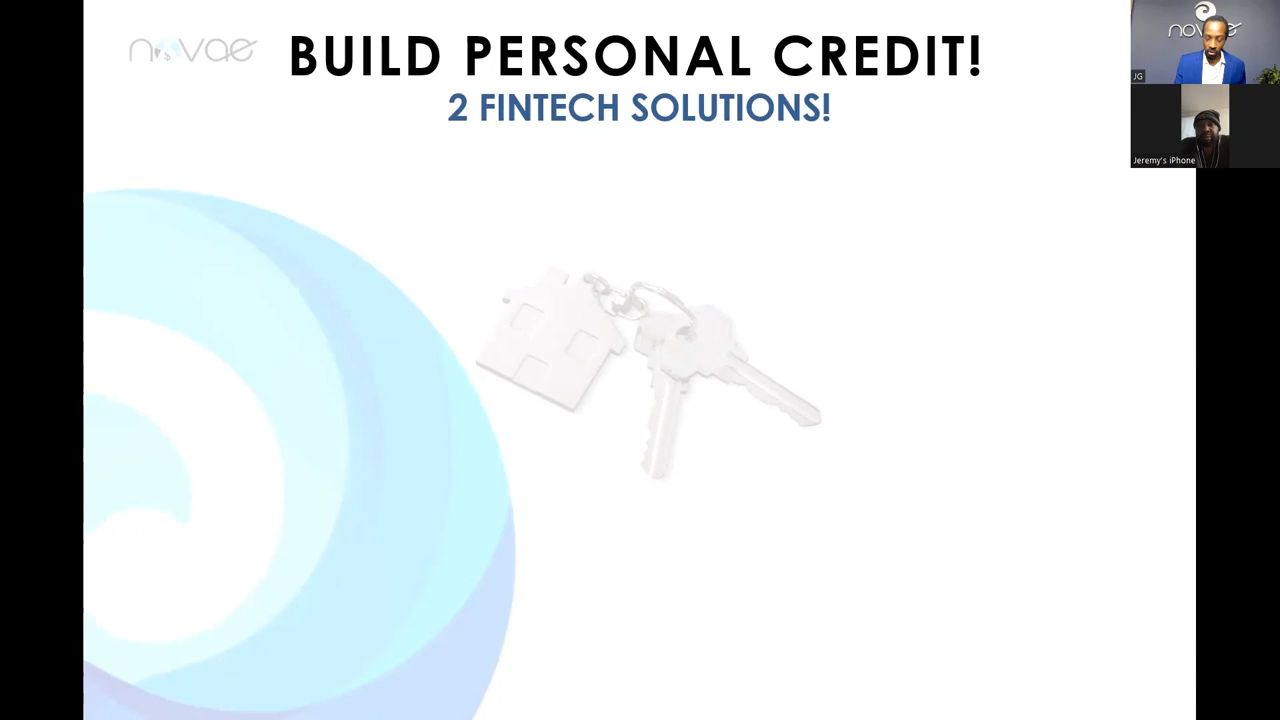 novae
BUILD PERSONAL CREDIT!
2 FINTECH SOLUTIONS!
novae
JG
Jeremy's iPhone